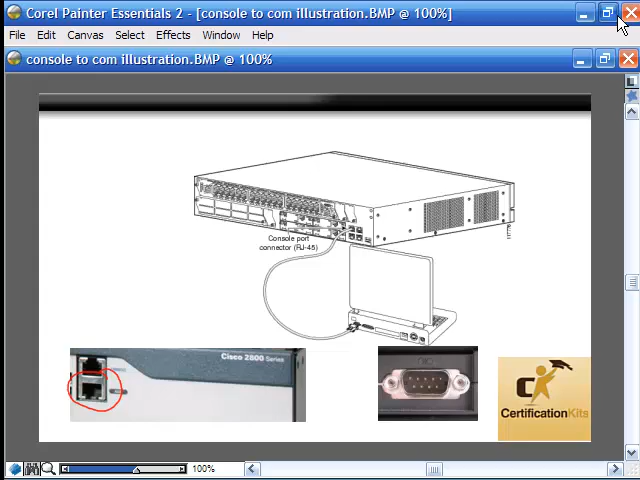 Corel Painter Essentials 2 - [console to com illustration.BMP @ 100%]
File Edit Canvas Select Effects Window Help
console to com illustration.BMP @ 100%
Console port
connector (RJ-45)
Cisco 2800 Series
CK
CertificationKits
100%